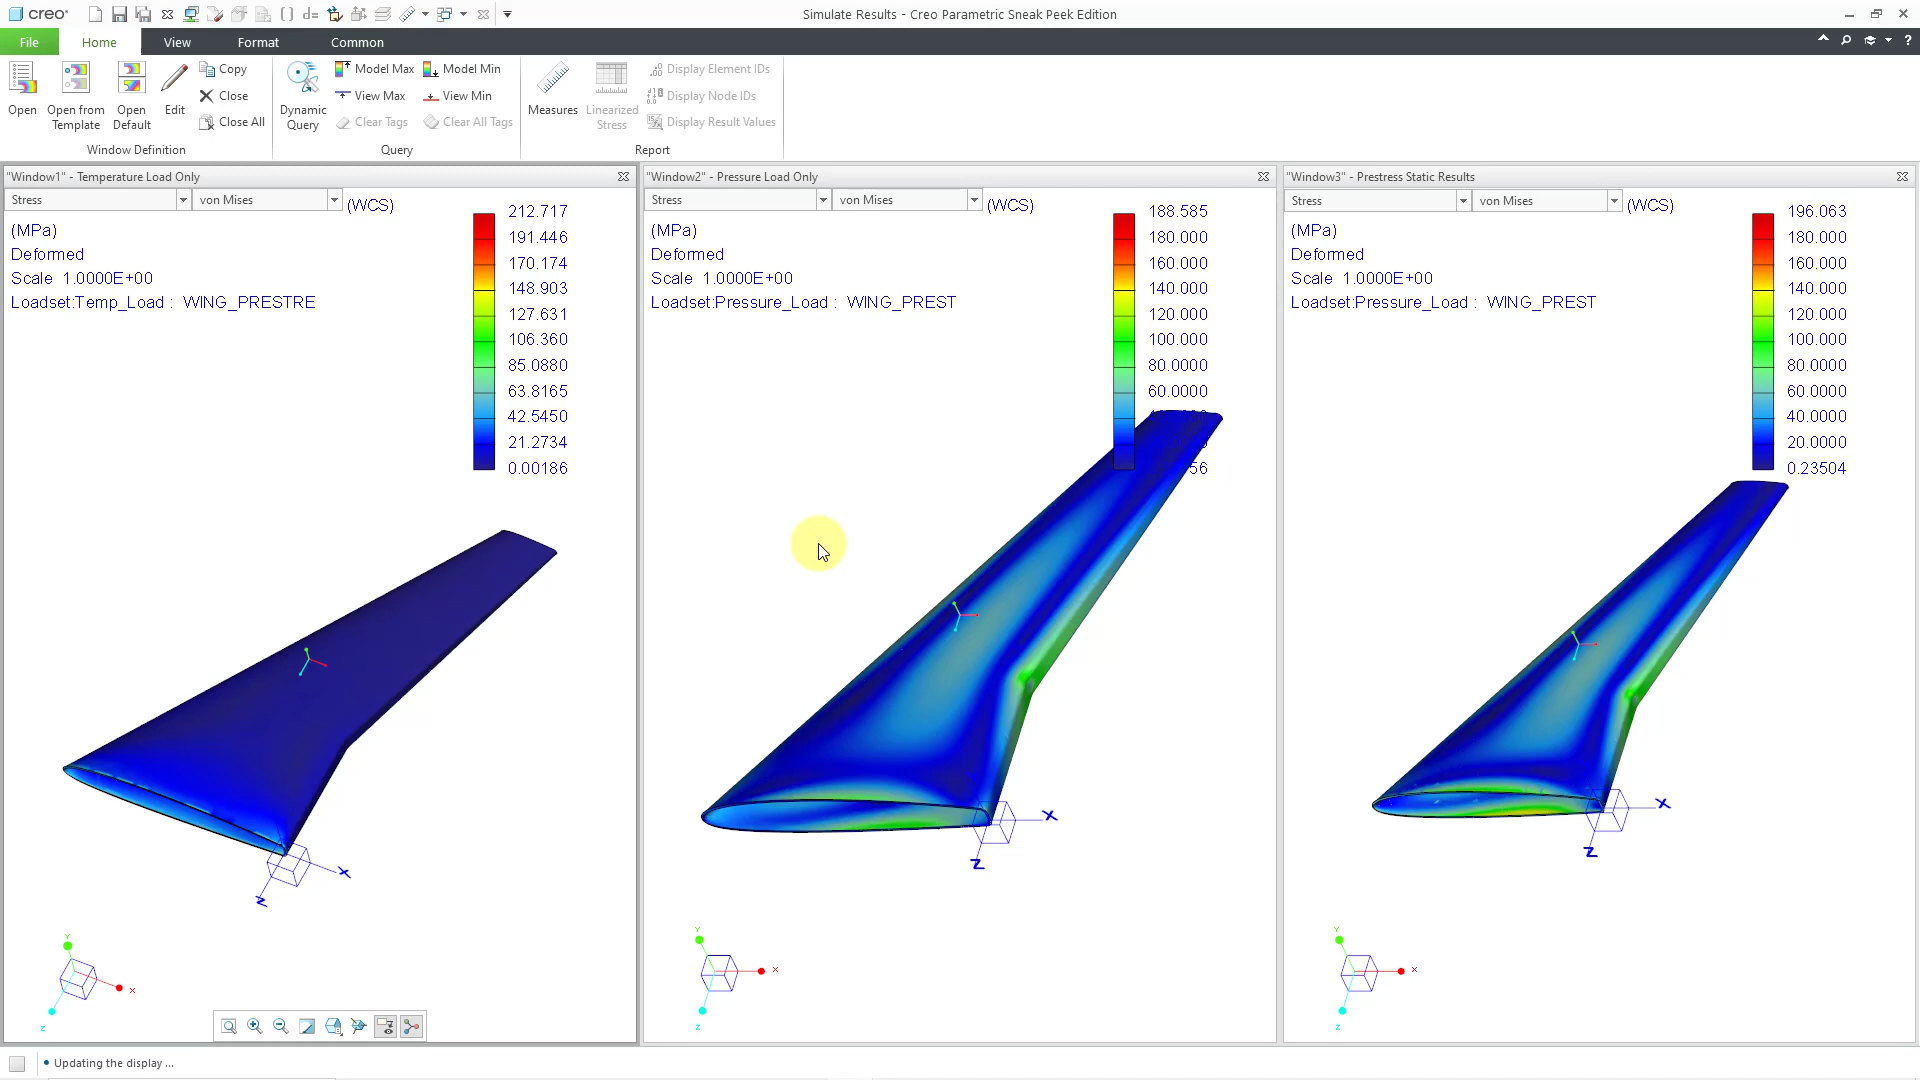 creo
Simulate Results - Creo Parametric Sneak Peek Edition
File Home View Format Common
Open
Open from Template
Open Default
Edit
Copy
Close
Close All
Window Definition
Dynamic Query
Model Max
View Max
Clear Tags
Model Min
View Min
Clear All Tags
Query
Measures
Linearized Stress
Display Element IDs
Display Node IDs
Display Result Values
Report
"Window1" - Temperature Load Only
Stress von Mises (WCS)
(MPa)
Deformed
Scale 1.0000E+00
Loadset:Temp_Load : WING_PRESTRE
212.717
191.446
170.174
148.903
127.631
106.360
85.0880
63.8165
42.5450
21.2734
0.00186
X
Z
Y
X
Z
"Window2" - Pressure Load Only
Stress von Mises (WCS)
(MPa)
Deformed
Scale 1.0000E+00
Loadset:Pressure_Load : WING_PREST
188.585
180.000
160.000
140.000
120.000
100.000
80.0000
60.0000
56
X
Z
Y
X
Z
"Window3" - Prestress Static Results
Stress von Mises (WCS)
(MPa)
Deformed
Scale 1.0000E+00
Loadset:Pressure_Load : WING_PREST
196.063
180.000
160.000
140.000
120.000
100.000
80.0000
60.0000
40.0000
20.0000
0.23504
X
Z
Y
X
Z
• Updating the display ...